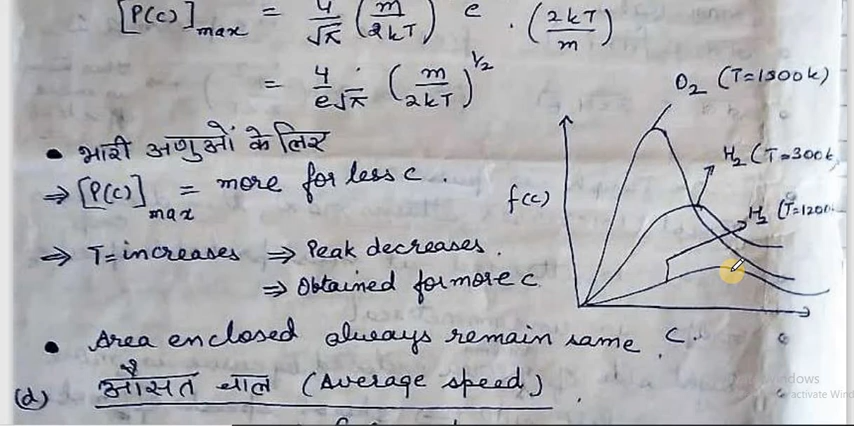 [P(c)]max = 4/√π (m/2kT) e . (2kT/m)
= 4/e√π (m/2kT)^1/2
O2 (T=1300k)
• भारी अणुओं के लिए
H2 (T=300k,
⇒ [P(c)]max = more for less c.
f(c)
H2 (T=1200.
⇒ T=increases ⇒ Peak decreases.
⇒ Obtained for more c.
• Area enclosed always remain same.
c.
(d) औसत चाल (Average speed)